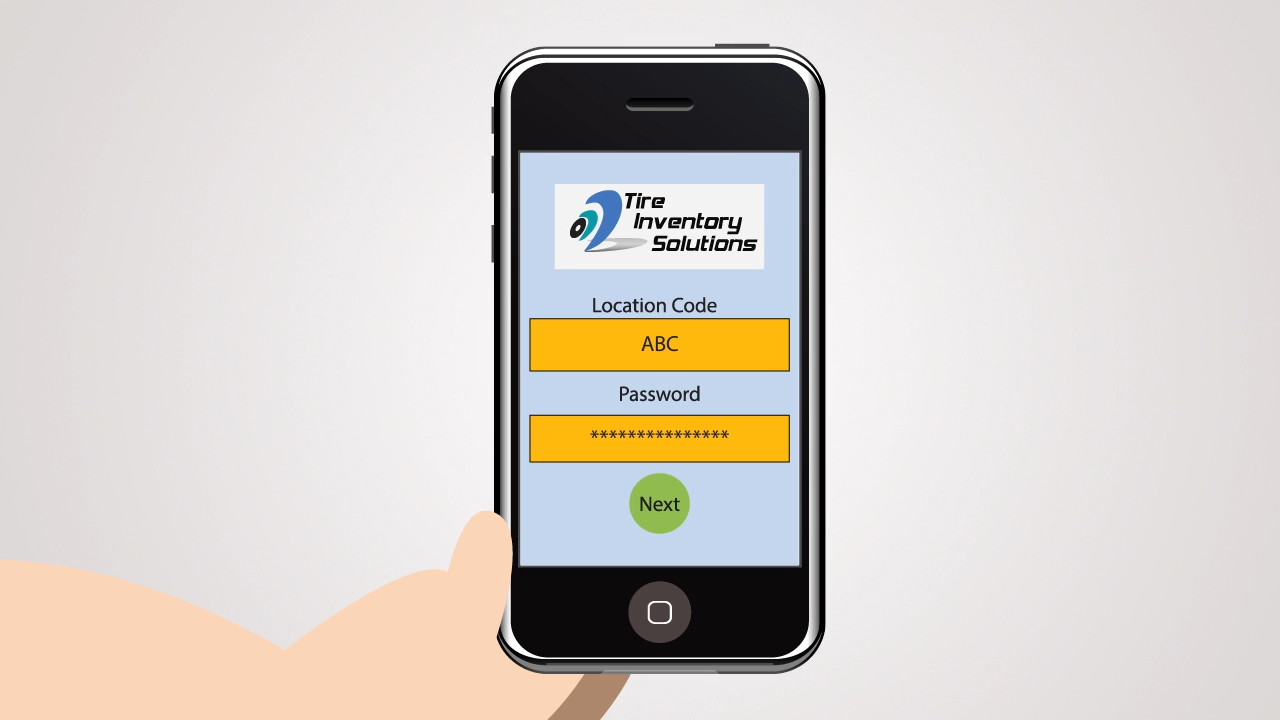 Tire
Inventory
Solutions
Location Code
ABC
Password
***************
Next